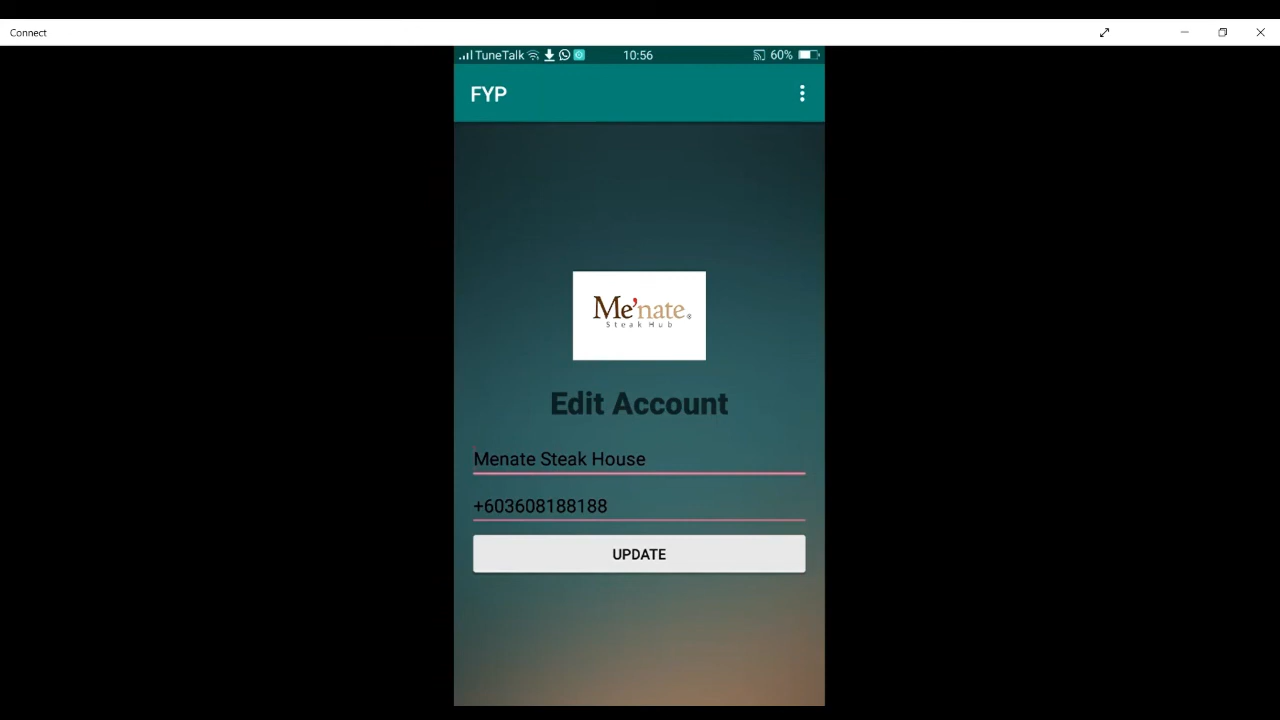 Connect
TuneTalk 10:56 60%
FYP
Me'nate®
Steak Hub
Edit Account
Menate Steak House
+603608188188
UPDATE